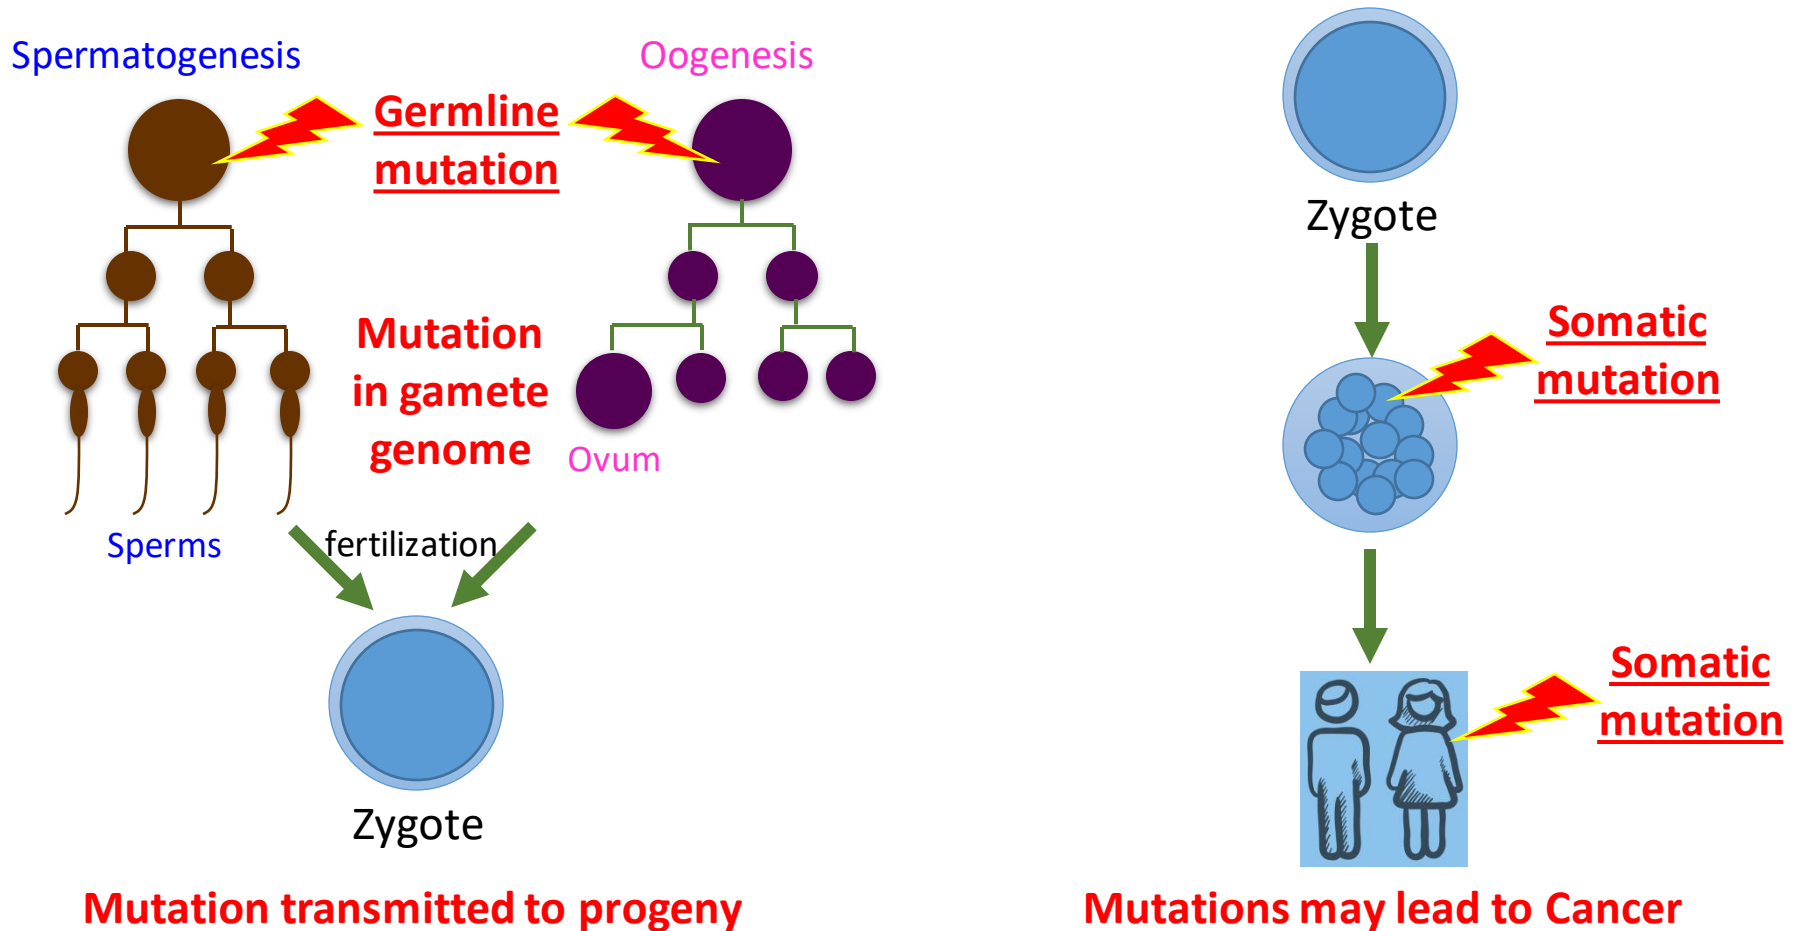 Spermatogenesis
Oogenesis
Germline
mutation
Mutation
in gamete
genome
Ovum
Sperms
fertilization
Zygote
Mutation transmitted to progeny
Zygote
Somatic
mutation
Somatic
mutation
Mutations may lead to Cancer